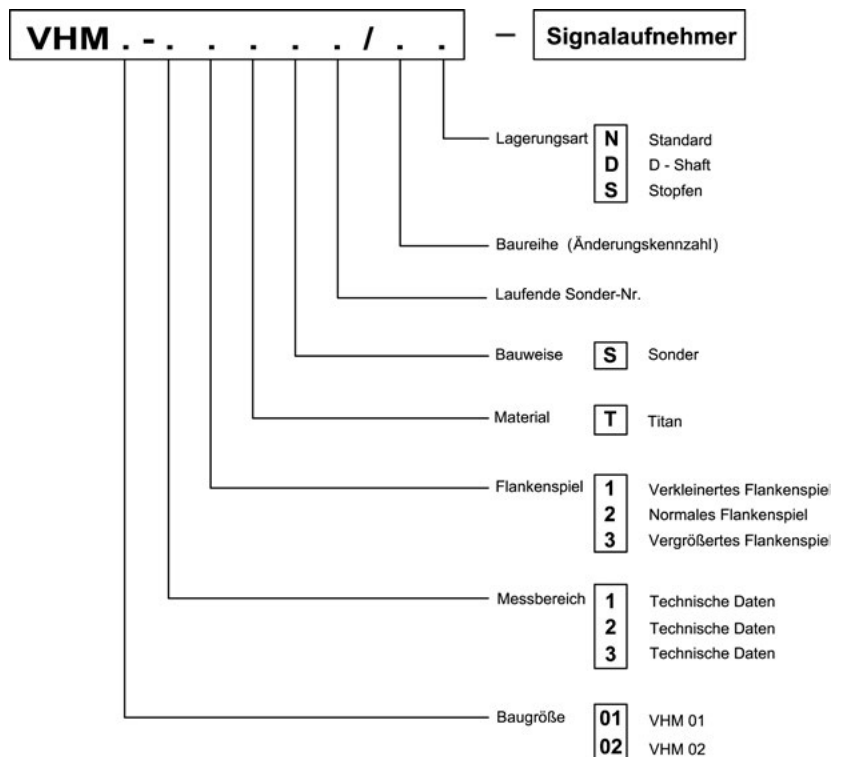 VHM . - . . . . . / . . – Signalaufnehmer
Lagerungsart N Standard
D D - Shaft
S Stopfen
Baureihe (Änderungskennzahl)
Laufende Sonder-Nr.
Bauweise S Sonder
Material T Titan
Flankenspiel 1 Verkleinertes Flankenspiel
2 Normales Flankenspiel
3 Vergrößertes Flankenspiel
Messbereich 1 Technische Daten
2 Technische Daten
3 Technische Daten
Baugröße 01 VHM 01
02 VHM 02